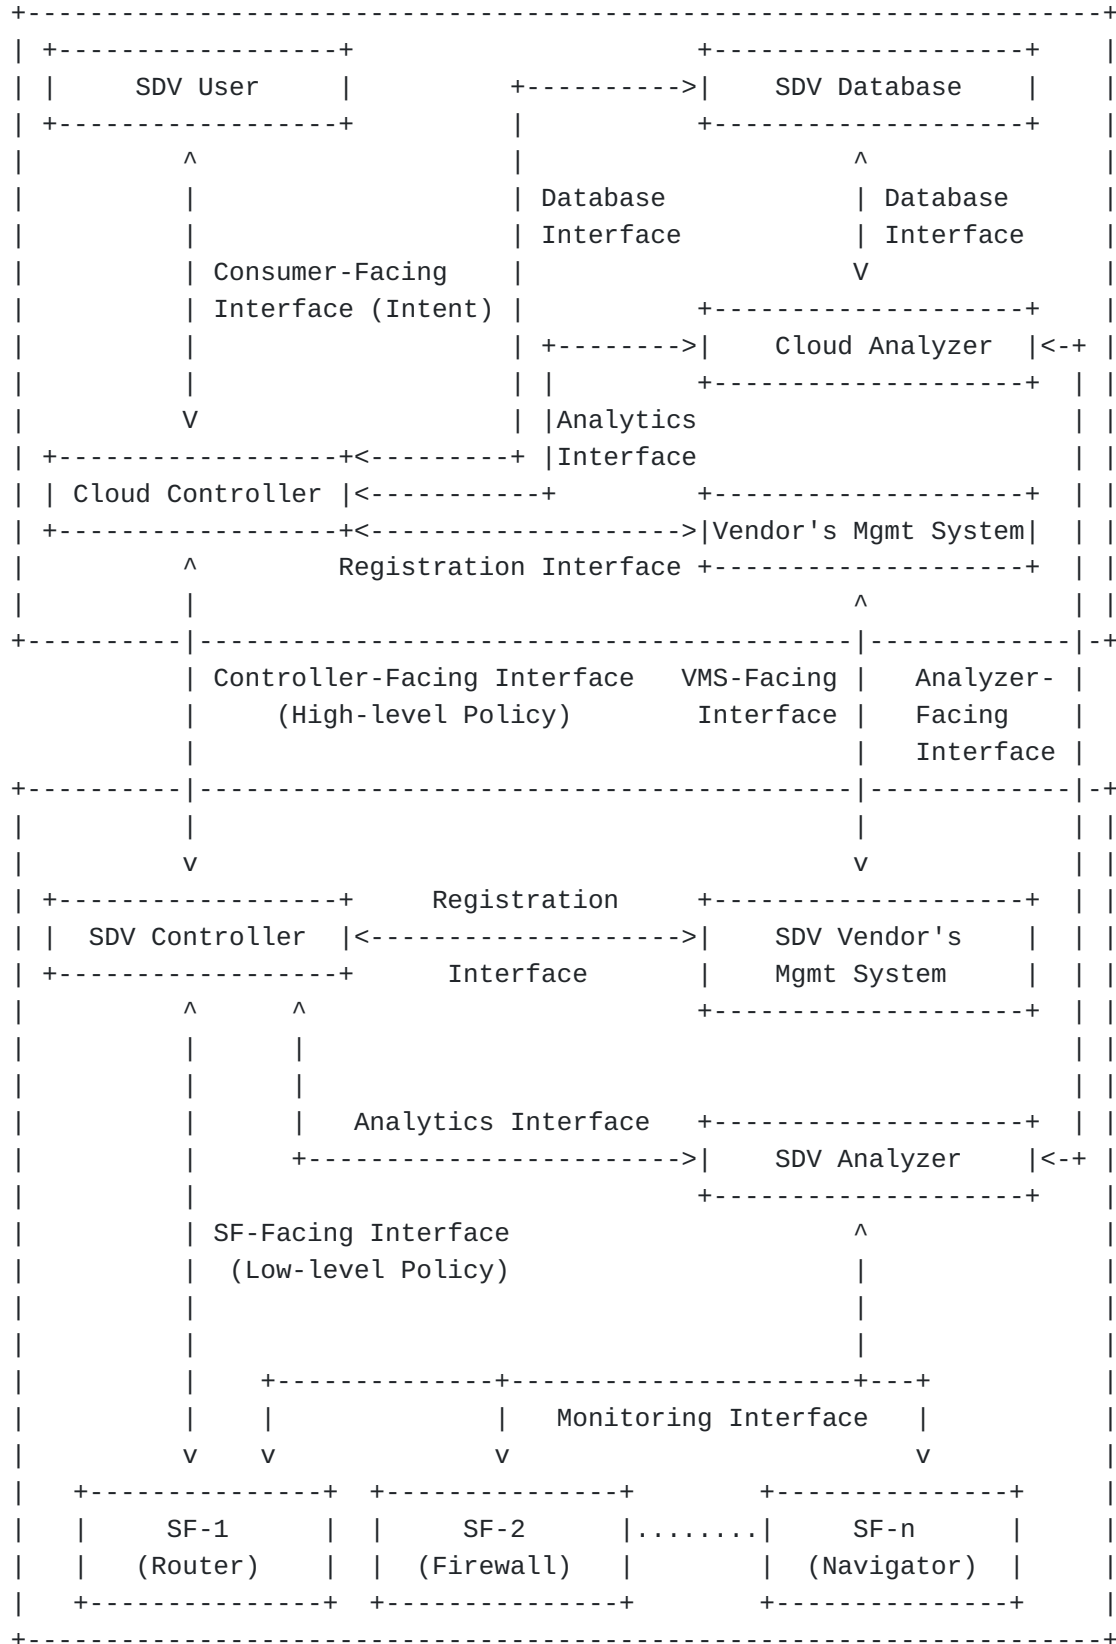 SDV User
SDV Database
Database Database
Interface Interface
Consumer-Facing
Interface (Intent)
Cloud Analyzer
Analytics
Interface
Cloud Controller
Vendor's Mgmt System
Registration Interface
Controller-Facing Interface VMS-Facing Analyzer-
(High-level Policy) Interface Facing
Interface
Registration
SDV Controller SDV Vendor's
Interface Mgmt System
Analytics Interface
SDV Analyzer
SF-Facing Interface
(Low-level Policy)
Monitoring Interface
SF-1 SF-2 ........ SF-n
(Router) (Firewall) (Navigator)